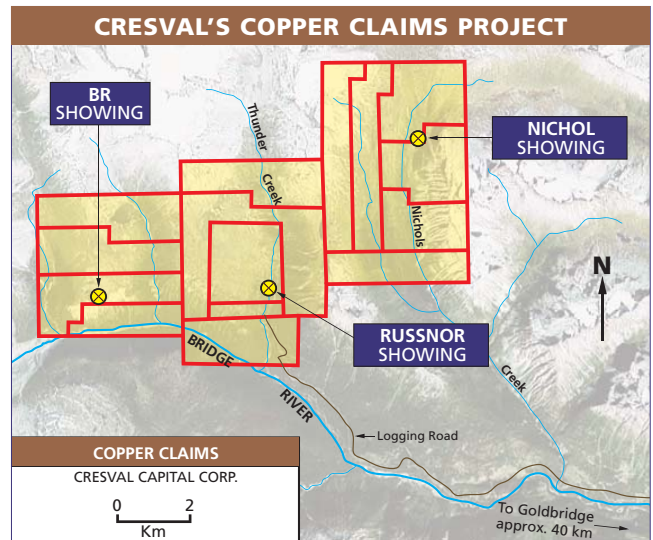 CRESVAL'S COPPER CLAIMS PROJECT
BR
SHOWING
Thunder
Creek
NICHOL
SHOWING
Nichols
N
RUSSNOR
SHOWING
BRIDGE
RIVER
Creek
Logging Road
COPPER CLAIMS
CRESVAL CAPITAL CORP.
0 2
Km
To Goldbridge
approx. 40 km